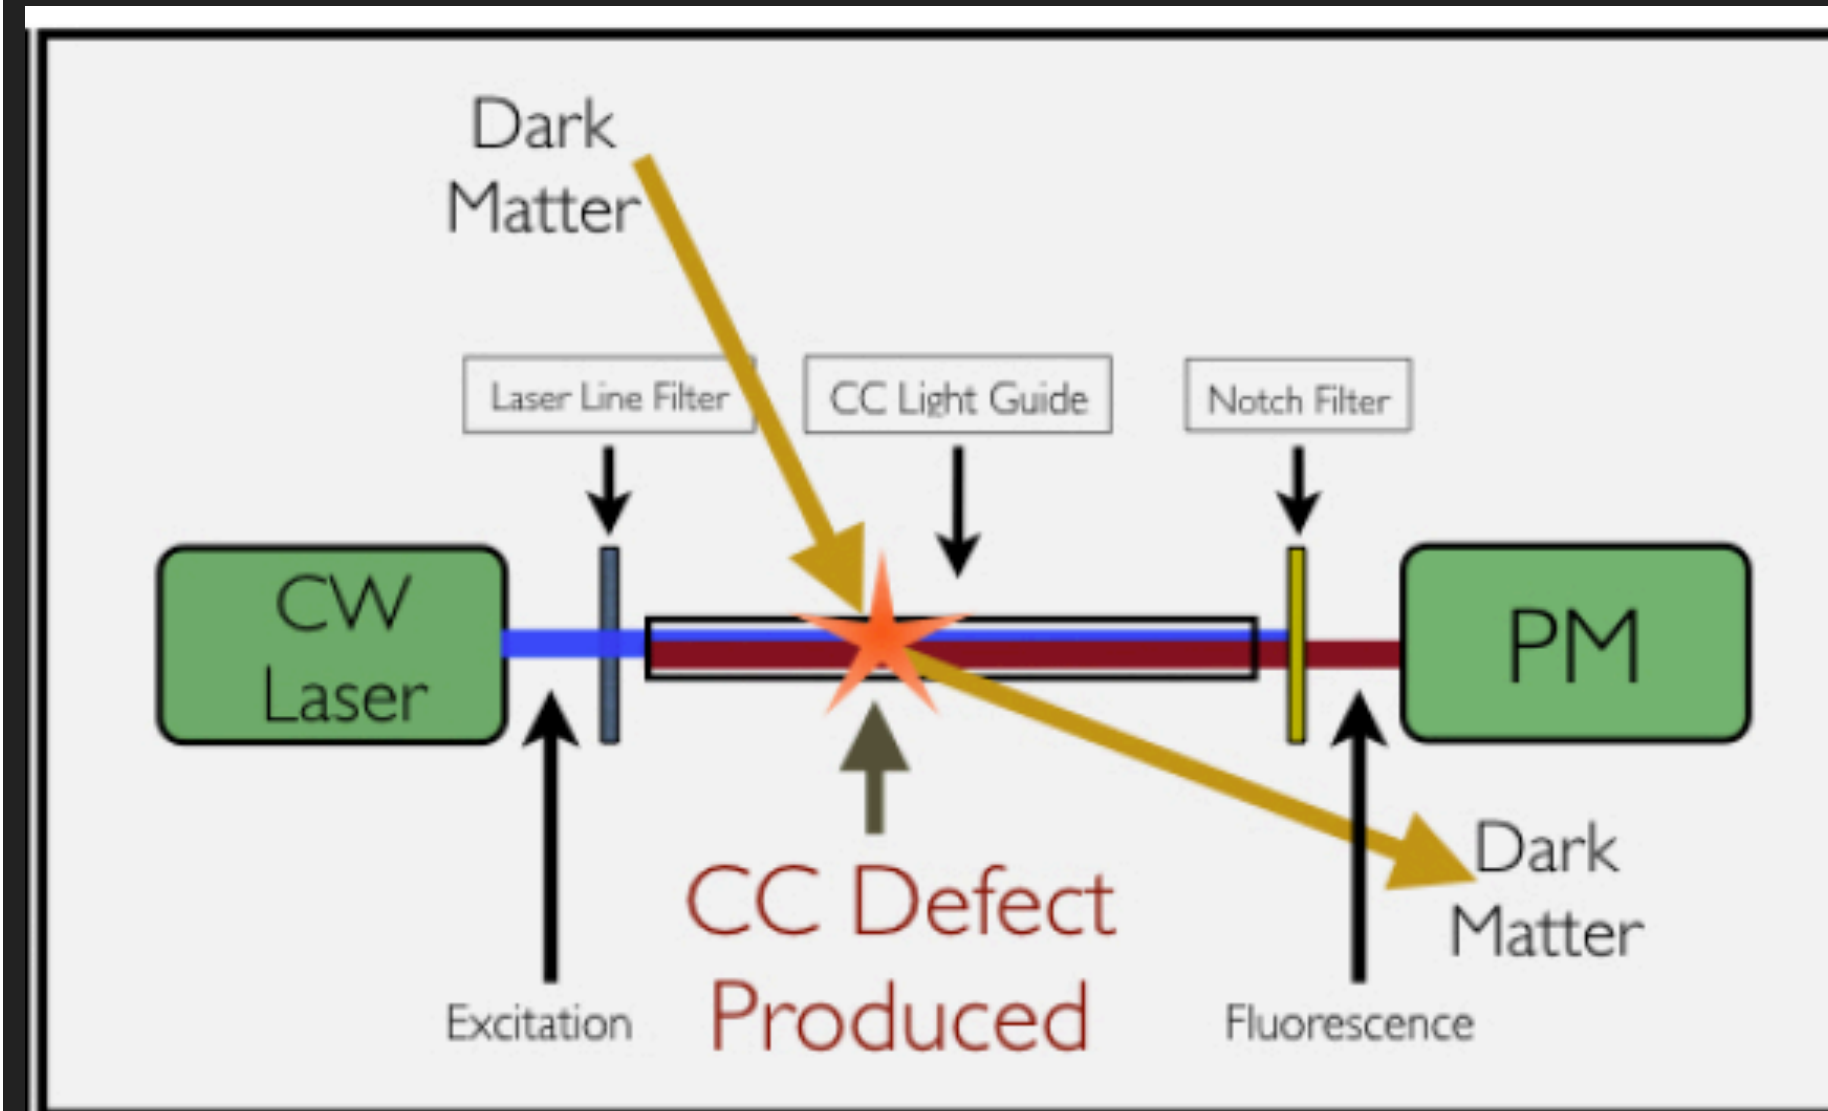 Dark
Matter
Laser Line Filter
CC Light Guide
Notch Filter
CW
Laser
PM
CC Defect
Produced
Dark
Matter
Excitation
Fluorescence